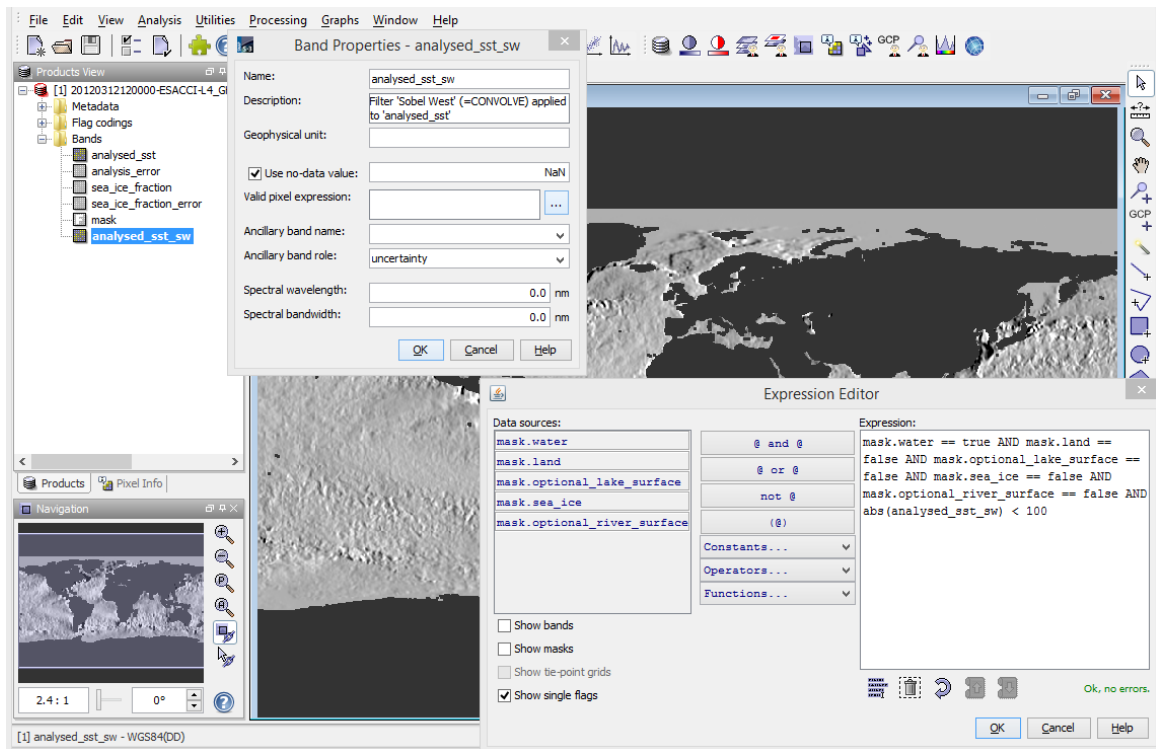 File Edit View Analysis Utilities Processing Graphs Window Help
GCP
Products View
[1] 20120312120000-ESACCI-L4_G
Metadata
Flag codings
Bands
analysed_sst
analysis_error
sea_ice_fraction
sea_ice_fraction_error
mask
analysed_sst_sw
Products Pixel Info
Navigation
2.4 : 1 0°
[1] analysed_sst_sw - WGS84(DD)
Band Properties - analysed_sst_sw
Name: analysed_sst_sw
Description: Filter 'Sobel West' (=CONVOLVE) applied
to 'analysed_sst'
Geophysical unit:
Use no-data value: NaN
Valid pixel expression: ...
Ancillary band name:
Ancillary band role: uncertainty
Spectral wavelength: 0.0 nm
Spectral bandwidth: 0.0 nm
OK Cancel Help
GCP
Expression Editor
Data sources:
mask.water
mask.land
mask.optional_lake_surface
mask.sea_ice
mask.optional_river_surface
@ and @
@ or @
not @
(@)
Constants...
Operators...
Functions...
Show bands
Show masks
Show tie-point grids
Show single flags
Expression:
mask.water == true AND mask.land ==
false AND mask.optional_lake_surface ==
false AND mask.sea_ice == false AND
mask.optional_river_surface == false AND
abs(analysed_sst_sw) < 100
Ok, no errors.
OK Cancel Help